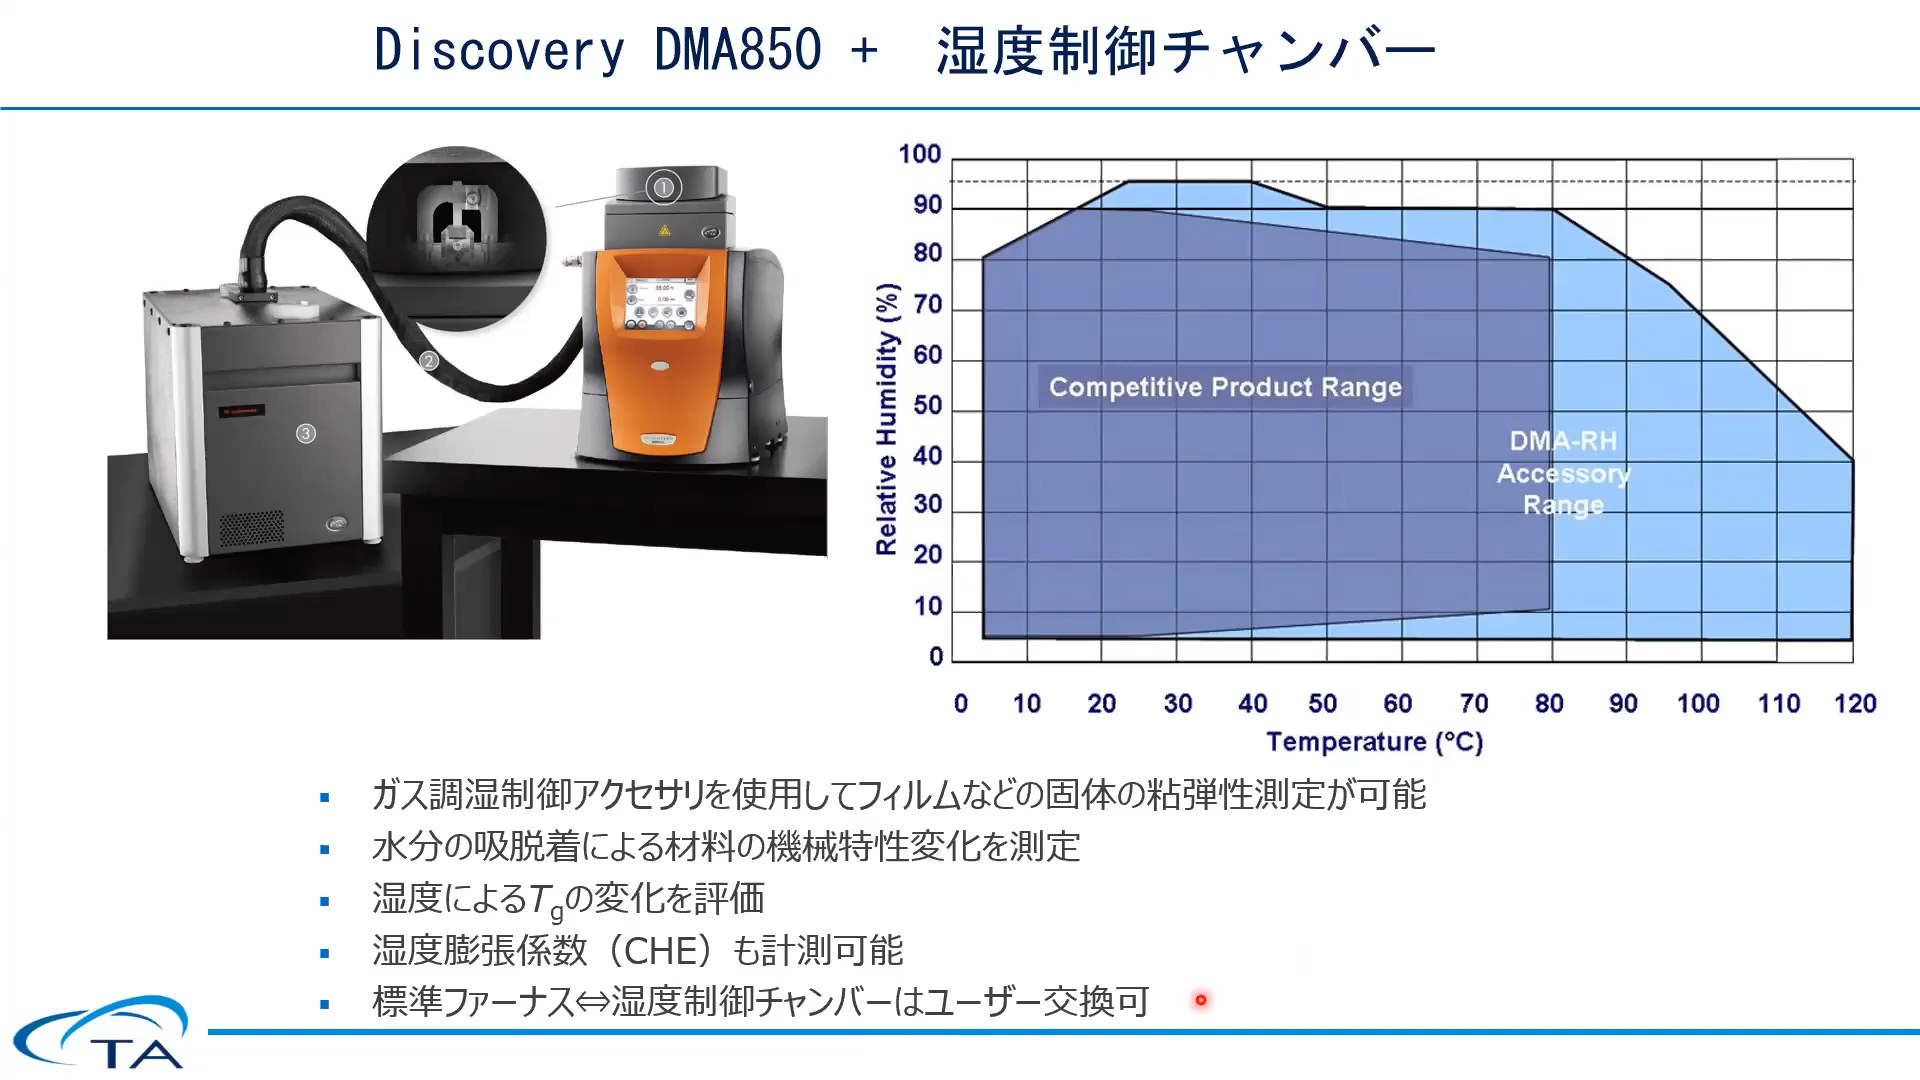 Discovery DMA850 + 湿度制御チャンバー
1
2
3
100
90
80
70
60
50
40
30
20
10
0
Relative Humidity (%)
Competitive Product Range
DMA-RH
Accessory
Range
0 10 20 30 40 50 60 70 80 90 100 110 120
Temperature (°C)
▪ ガス調湿制御アクセサリを使用してフィルムなどの固体の粘弾性測定が可能
▪ 水分の吸脱着による材料の機械特性変化を測定
▪ 湿度によるTgの変化を評価
▪ 湿度膨張係数（CHE）も計測可能
▪ 標準ファーナス⇔湿度制御チャンバーはユーザー交換可
TA